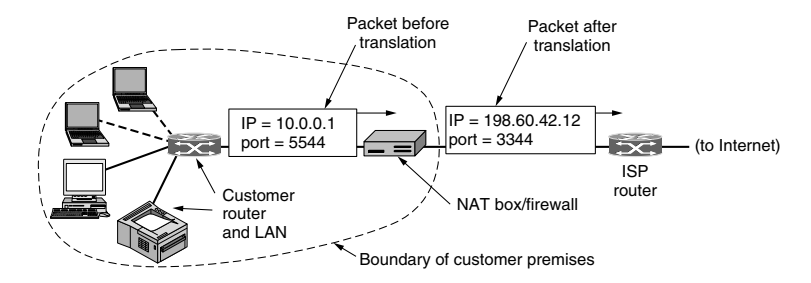 Packet before
translation
Packet after
translation
IP = 10.0.0.1
port = 5544
IP = 198.60.42.12
port = 3344
(to Internet)
ISP
router
Customer
router
and LAN
NAT box/firewall
Boundary of customer premises